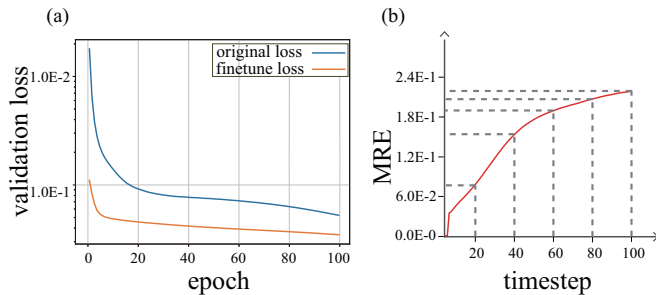 (a)
original loss
finetune loss
1.0E-2
1.0E-1
validation loss
0 20 40 60 80 100
epoch
(b)
2.4E-1
1.8E-1
1.2E-1
6.0E-2
0.0E-0
MRE
20 40 60 80 100
timestep